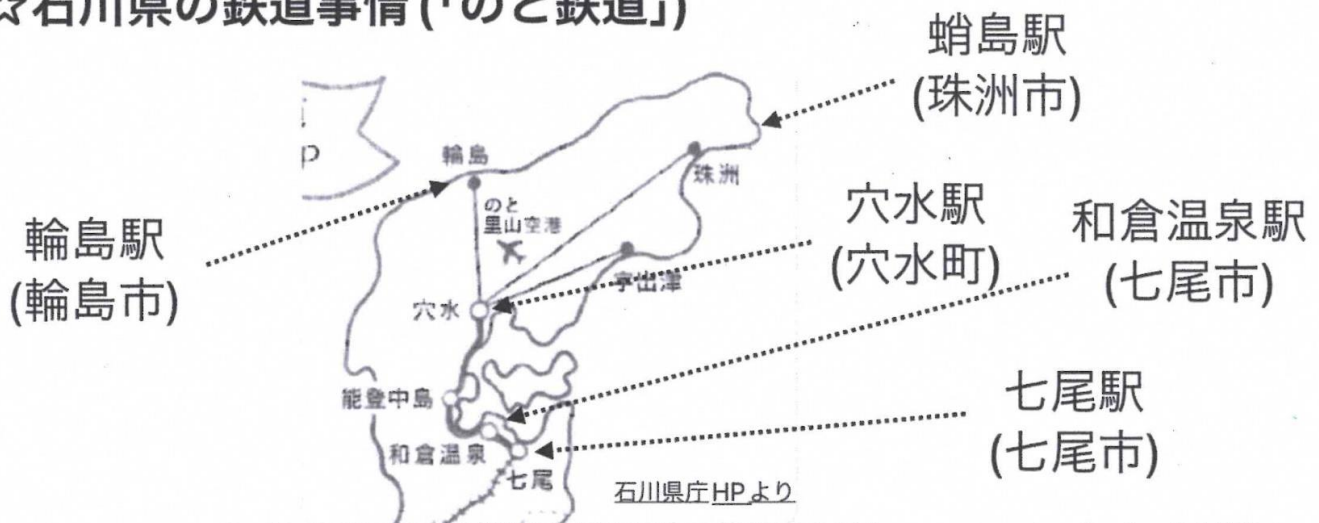 ☆石川県の鉄道事情(「のと鉄道」)
蛸島駅
(珠洲市)
P
輪島
珠洲
のと
里山空港
穴水駅
(穴水町)
和倉温泉駅
(七尾市)
輪島駅
(輪島市)
宇出津
穴水
能登中島
七尾駅
(七尾市)
和倉温泉
七尾
石川県庁HPより